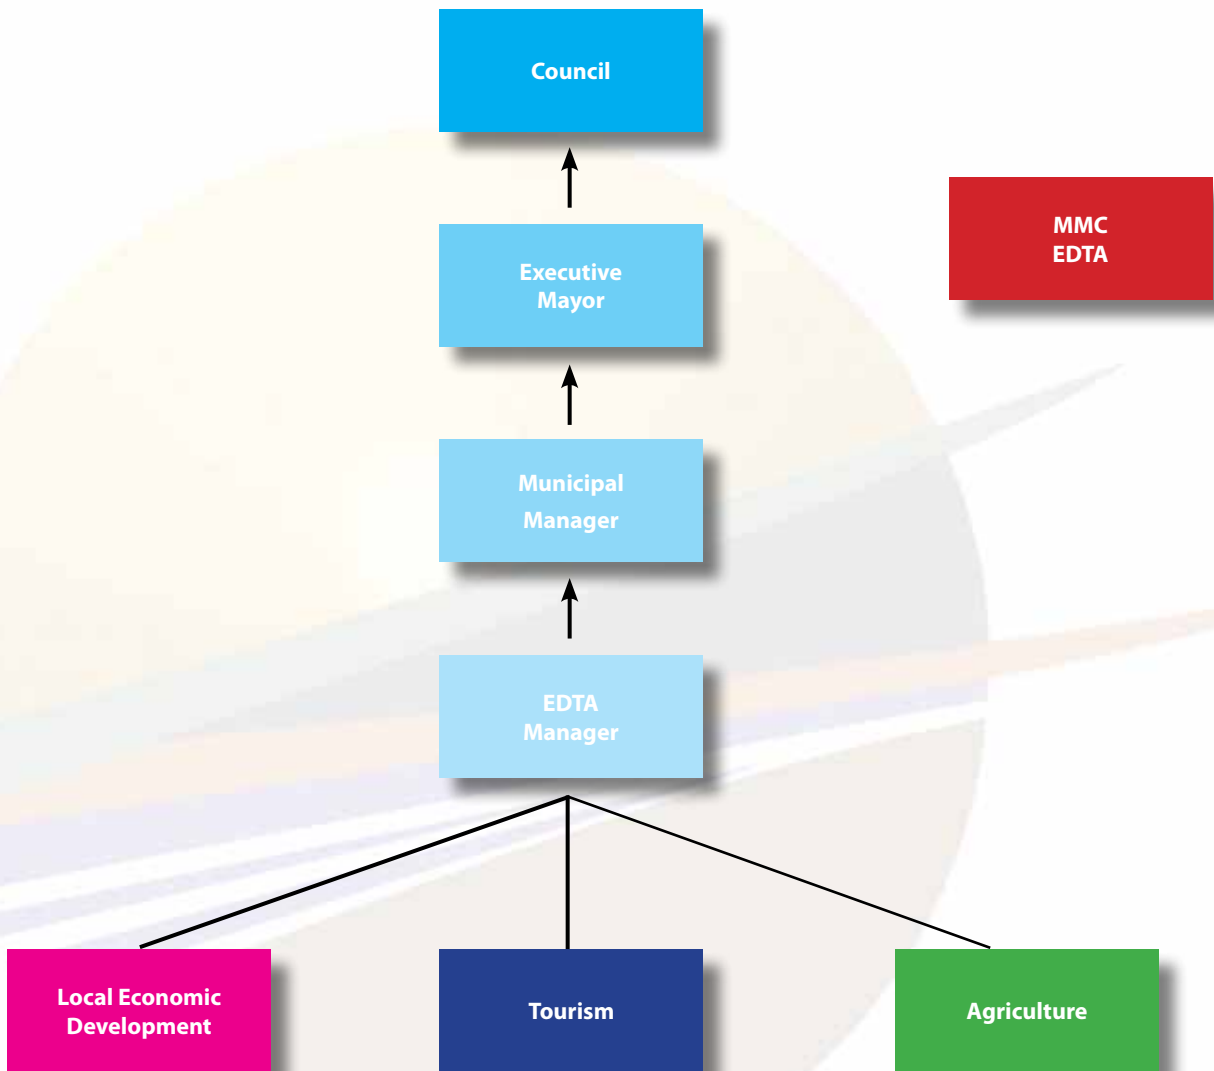 Council
MMC
EDTA
Executive
Mayor
Municipal
Manager
EDTA
Manager
Local Economic
Development
Tourism
Agriculture